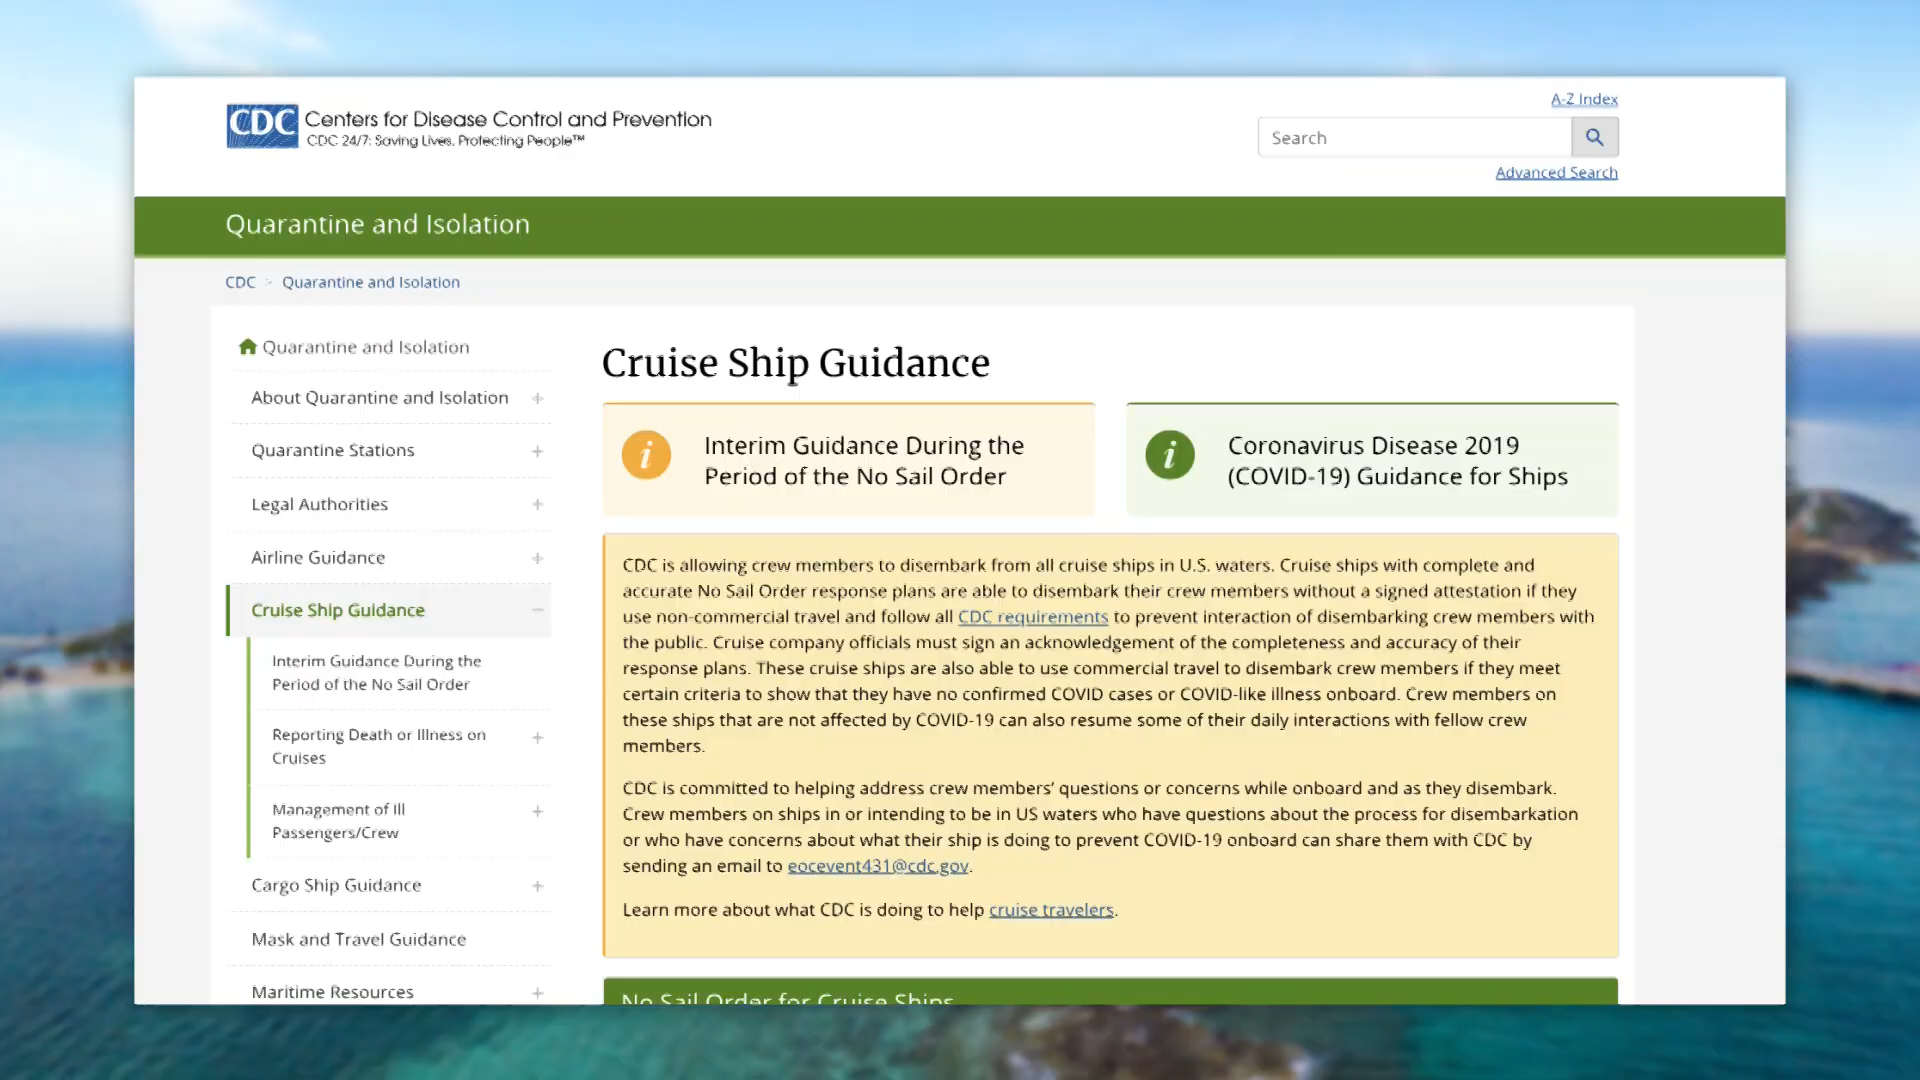 CDC Centers for Disease Control and Prevention
CDC 24/7: Saving Lives. Protecting People™
A-Z Index
Search
Advanced Search
Quarantine and Isolation
CDC > Quarantine and Isolation
Quarantine and Isolation
About Quarantine and Isolation +
Quarantine Stations +
Legal Authorities +
Airline Guidance +
Cruise Ship Guidance −
Interim Guidance During the
Period of the No Sail Order
Reporting Death or Illness on +
Cruises
Management of Ill +
Passengers/Crew
Cargo Ship Guidance +
Mask and Travel Guidance
Maritime Resources +
Cruise Ship Guidance
Interim Guidance During the
Period of the No Sail Order
Coronavirus Disease 2019
(COVID-19) Guidance for Ships
CDC is allowing crew members to disembark from all cruise ships in U.S. waters. Cruise ships with complete and
accurate No Sail Order response plans are able to disembark their crew members without a signed attestation if they
use non-commercial travel and follow all CDC requirements to prevent interaction of disembarking crew members with
the public. Cruise company officials must sign an acknowledgement of the completeness and accuracy of their
response plans. These cruise ships are also able to use commercial travel to disembark crew members if they meet
certain criteria to show that they have no confirmed COVID cases or COVID-like illness onboard. Crew members on
these ships that are not affected by COVID-19 can also resume some of their daily interactions with fellow crew
members.
CDC is committed to helping address crew members' questions or concerns while onboard and as they disembark.
Crew members on ships in or intending to be in US waters who have questions about the process for disembarkation
or who have concerns about what their ship is doing to prevent COVID-19 onboard can share them with CDC by
sending an email to eocevent431@cdc.gov.
Learn more about what CDC is doing to help cruise travelers.
No Sail Order for Cruise Ships